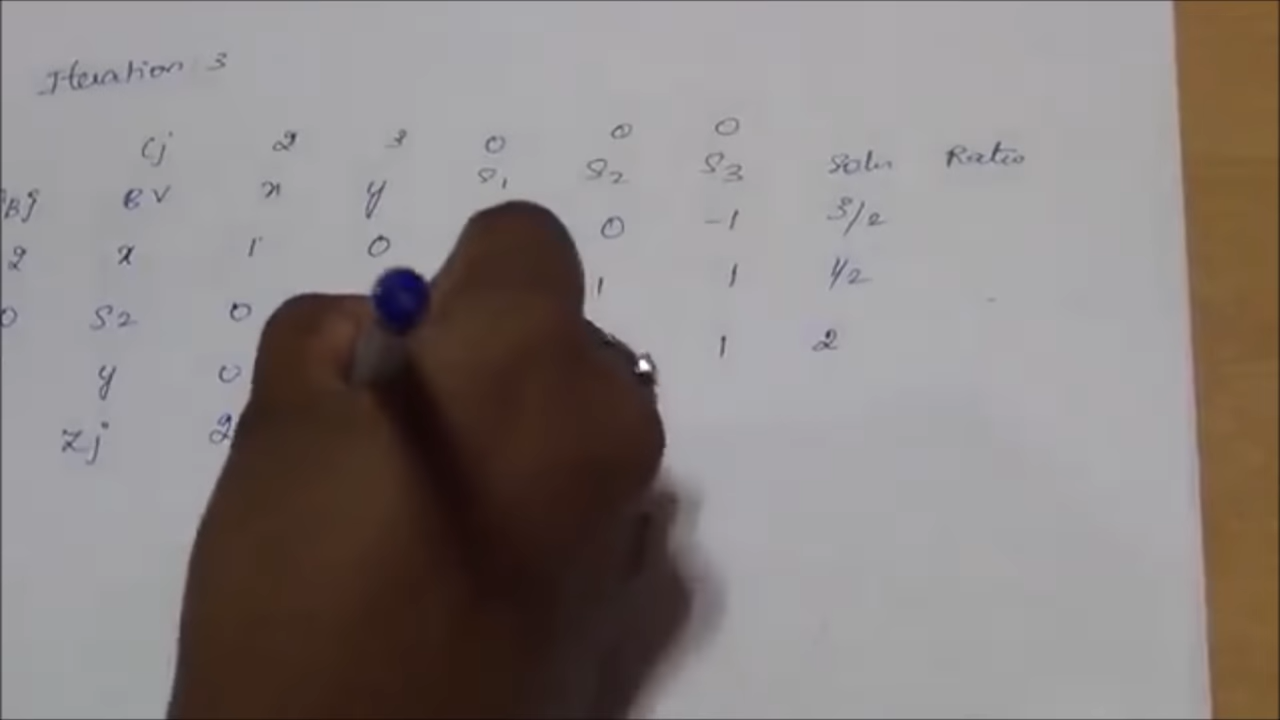 Iteration 3
Cj 2 3 0 0 0
BV x y S1 S2 S3 Soln Ratio
2 x 1 0 0 -1 3/2
0 S2 0 1 1 1/2
y 0 1 2
Zj 2